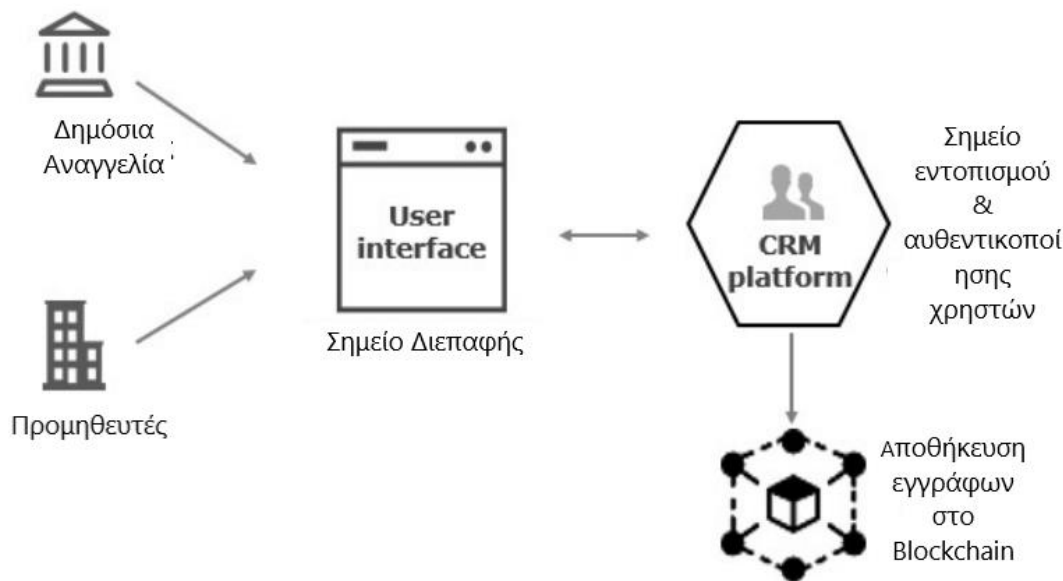 Δημόσια
Αναγγελία
Προμηθευτές
User
interface
Σημείο Διεπαφής
CRM
platform
Σημείο
εντοπισμού
&
αυθεντικοποί
ησης
χρηστών
Αποθήκευση
εγγράφων
στο
Blockchain